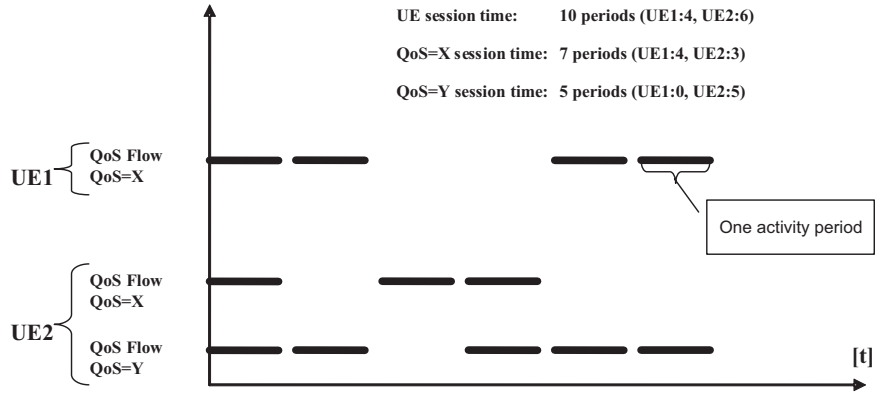 UE session time: 10 periods (UE1:4, UE2:6)
QoS=X session time: 7 periods (UE1:4, UE2:3)
QoS=Y session time: 5 periods (UE1:0, UE2:5)
UE1
QoS Flow
QoS=X
One activity period
UE2
QoS Flow
QoS=X
QoS Flow
QoS=Y
[t]